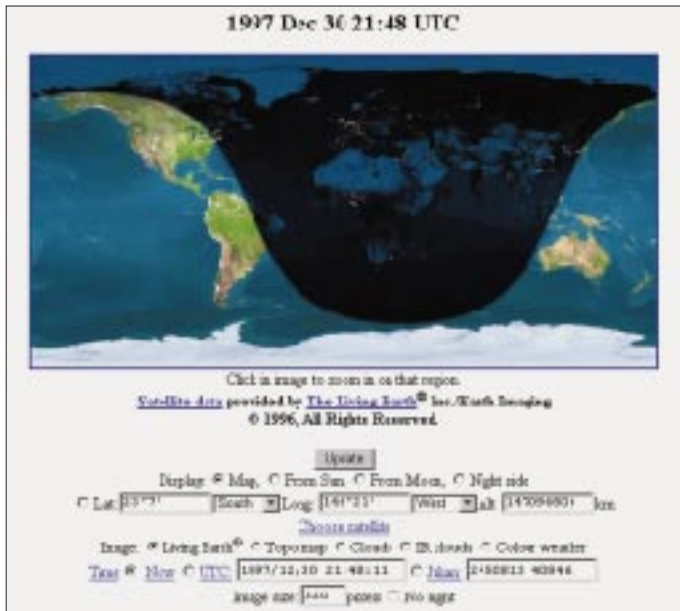 1997 Dec 30 21:48 UTC
Click in image to zoom in on that region.
Satellite data provided by The Living Earth® Inc./Earth Imaging
© 1996, All Rights Reserved
Update
Display: Map, From Sun From Moon, Night side
Lat: South Long: West alt: km
Choose satellite
Image: Living Earth® Topo map Clouds IR clouds Colour weather
Time Now UTC: 1997/12/30 21:48:11 Julian:
Image size: pixels No night